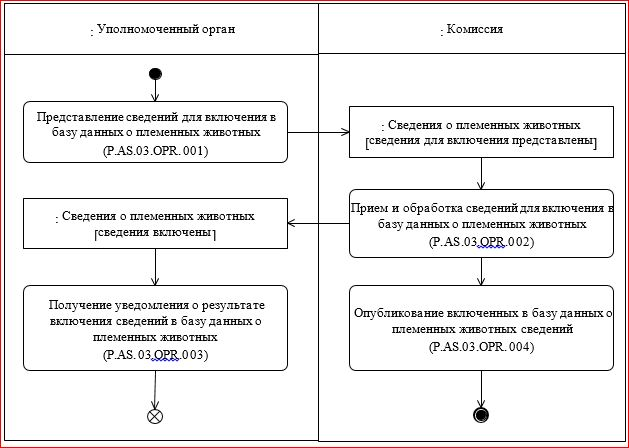 : Уполномоченный орган
: Комиссия
Представление сведений для включения в
базу данных о племенных животных
(P.AS.03.OPR.001)
: Сведения о племенных животных
[сведения для включения представлены]
Прием и обработка сведений для включения в
базу данных о племенных животных
(P.AS.03.OPR.002)
: Сведения о племенных животных
[сведения включены]
Получение уведомления о результате
включения сведений в базу данных о
племенных животных
(P.AS.03.OPR.003)
Опубликование включенных в базу данных о
племенных животных сведений
(P.AS.03.OPR.004)